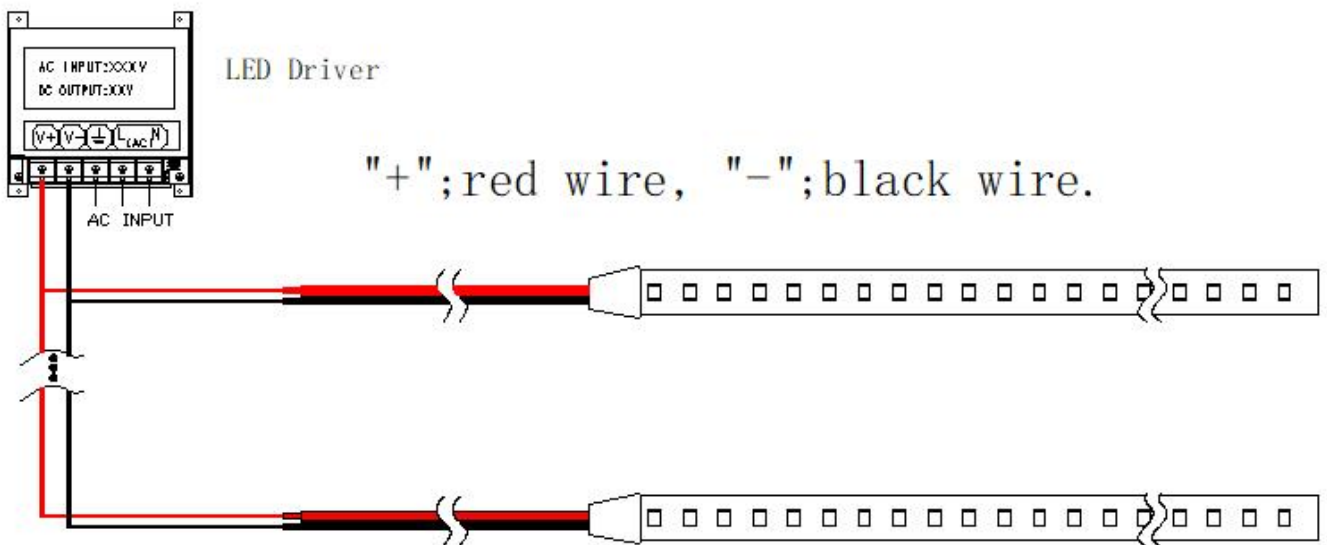 AC INPUT:XXXV
DC OUTPUT:XXV
LED Driver
V+ V- L(AC)N
"+";red wire, "-";black wire.
AC INPUT